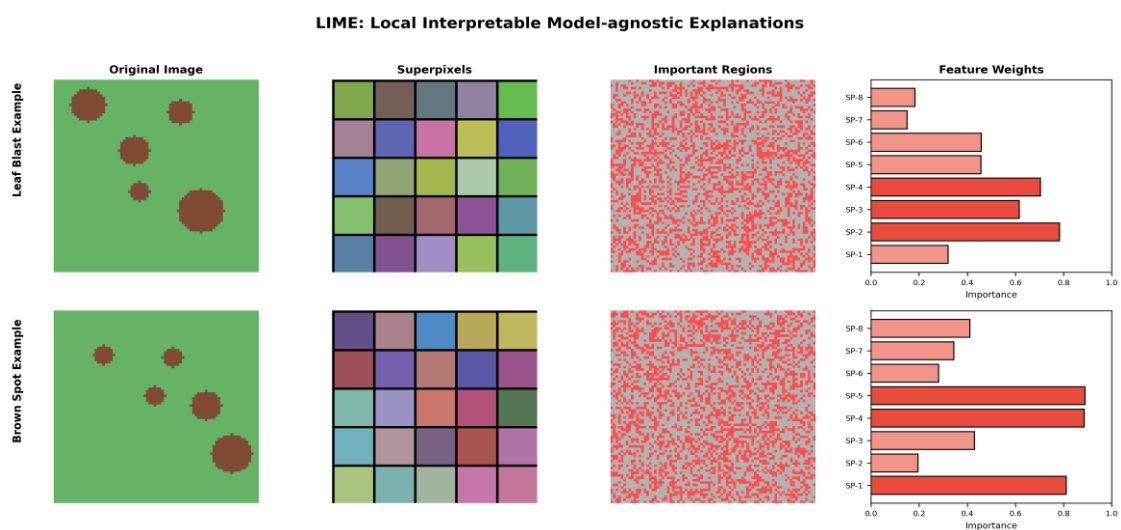 LIME: Local Interpretable Model-agnostic Explanations
Original Image
Superpixels
Important Regions
Feature Weights
Leaf Blast Example
SP-8
SP-7
SP-6
SP-5
SP-4
SP-3
SP-2
SP-1
0.0 0.2 0.4 0.6 0.8 1.0
Importance
Brown Spot Example
SP-8
SP-7
SP-6
SP-5
SP-4
SP-3
SP-2
SP-1
0.0 0.2 0.4 0.6 0.8 1.0
Importance